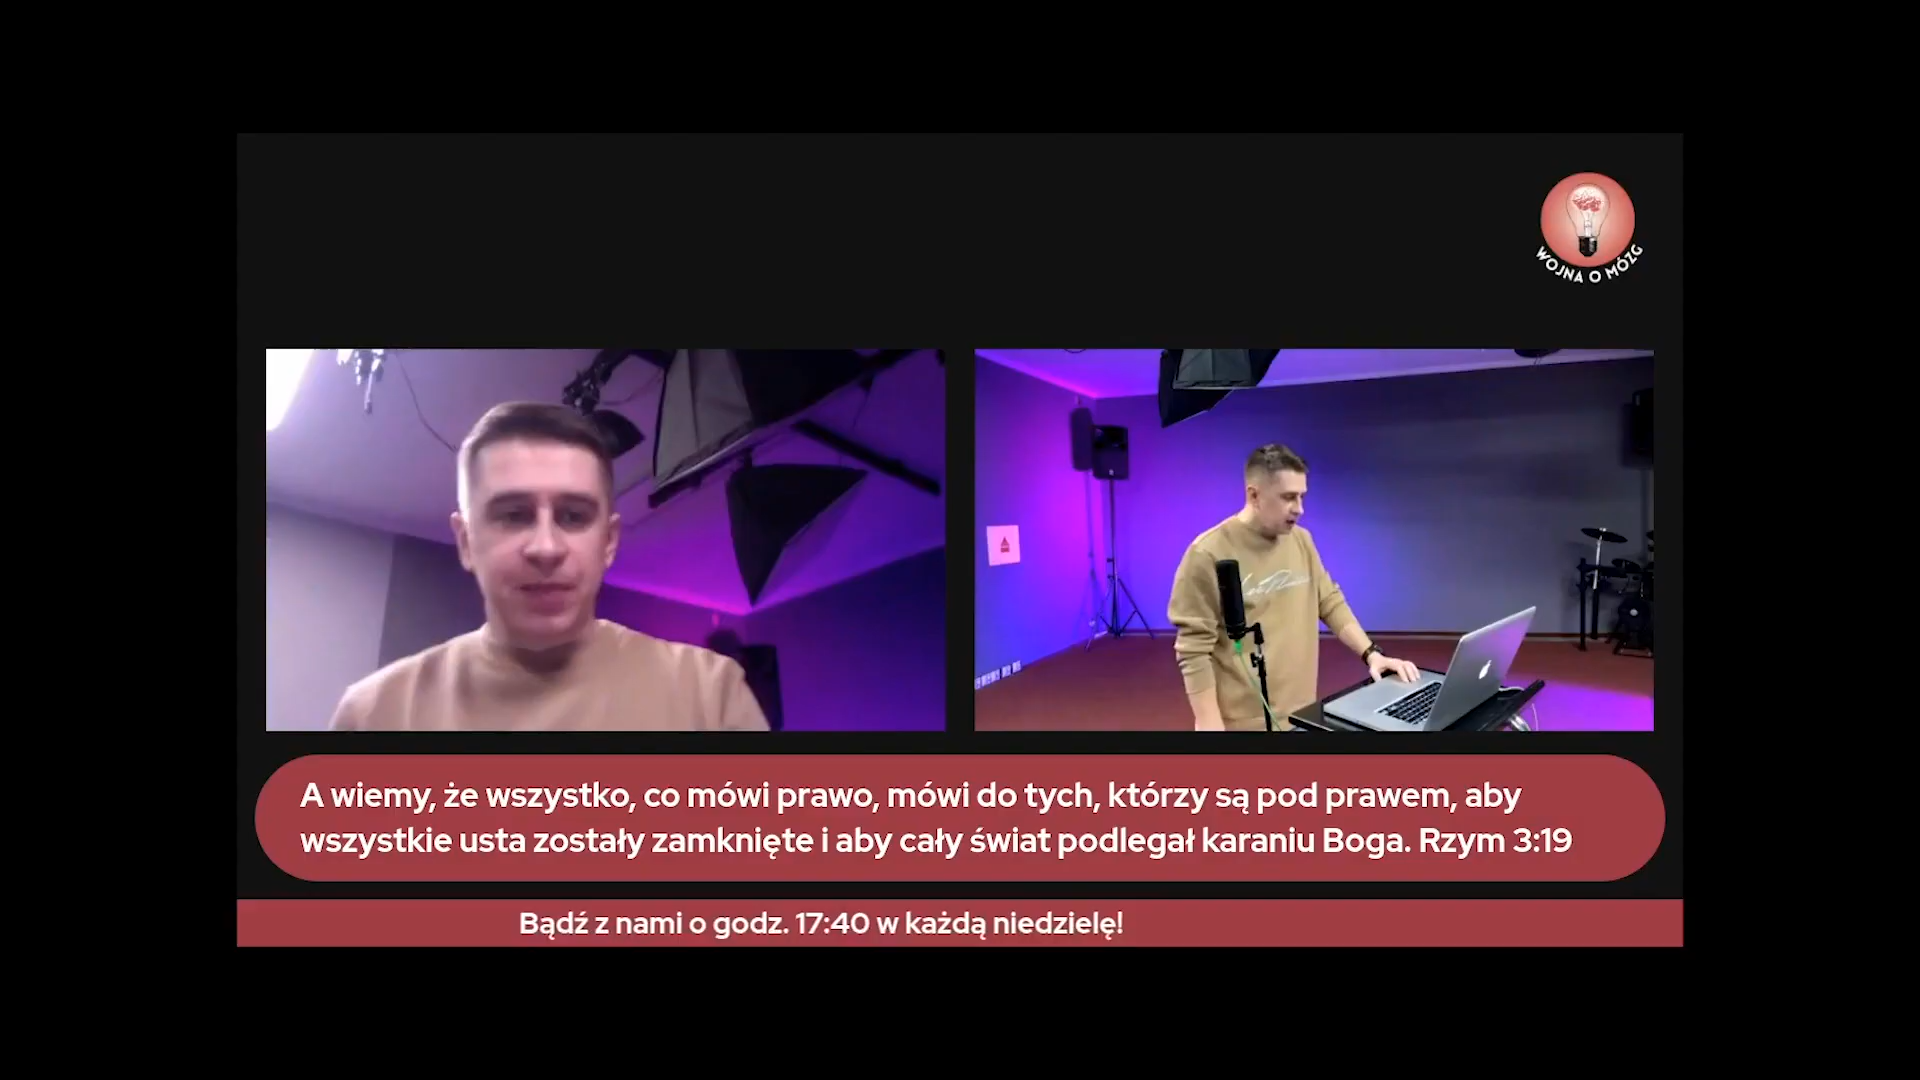 WOJNA O MÓZG
A wiemy, że wszystko, co mówi prawo, mówi do tych, którzy są pod prawem, aby
wszystkie usta zostały zamknięte i aby cały świat podlegał karaniu Boga. Rzym 3:19
Bądź z nami o godz. 17:40 w każdą niedzielę!